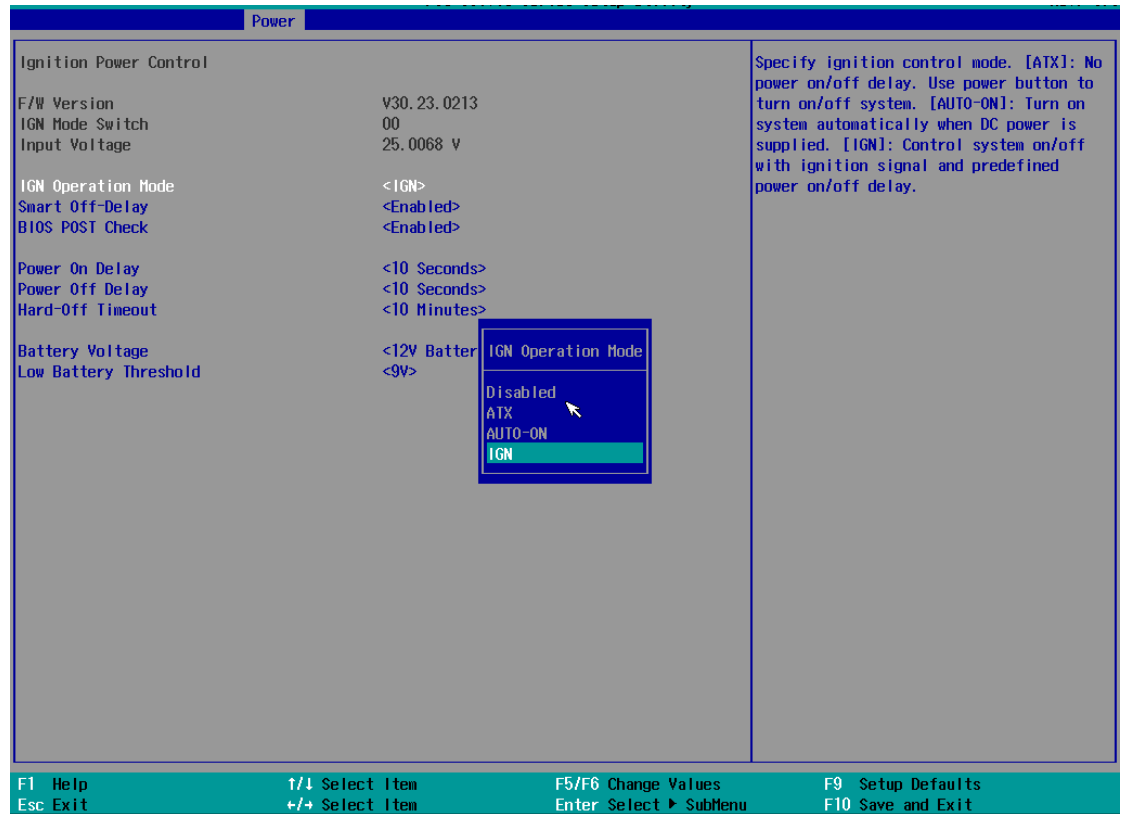 Power
Ignition Power Control
F/W Version V30.23.0213
IGN Mode Switch 00
Input Voltage 25.0068 V
IGN Operation Mode <IGN>
Smart Off-Delay <Enabled>
BIOS POST Check <Enabled>
Power On Delay <10 Seconds>
Power Off Delay <10 Seconds>
Hard-Off Timeout <10 Minutes>
Battery Voltage <12V Batter
Low Battery Threshold <9V>
IGN Operation Mode
Disabled
ATX
AUTO-ON
IGN
Specify ignition control mode. [ATX]: No
power on/off delay. Use power button to
turn on/off system. [AUTO-ON]: Turn on
system automatically when DC power is
supplied. [IGN]: Control system on/off
with ignition signal and predefined
power on/off delay.
F1 Help ↑/↓ Select Item F5/F6 Change Values F9 Setup Defaults
Esc Exit ←/→ Select Item Enter Select ▶ SubMenu F10 Save and Exit